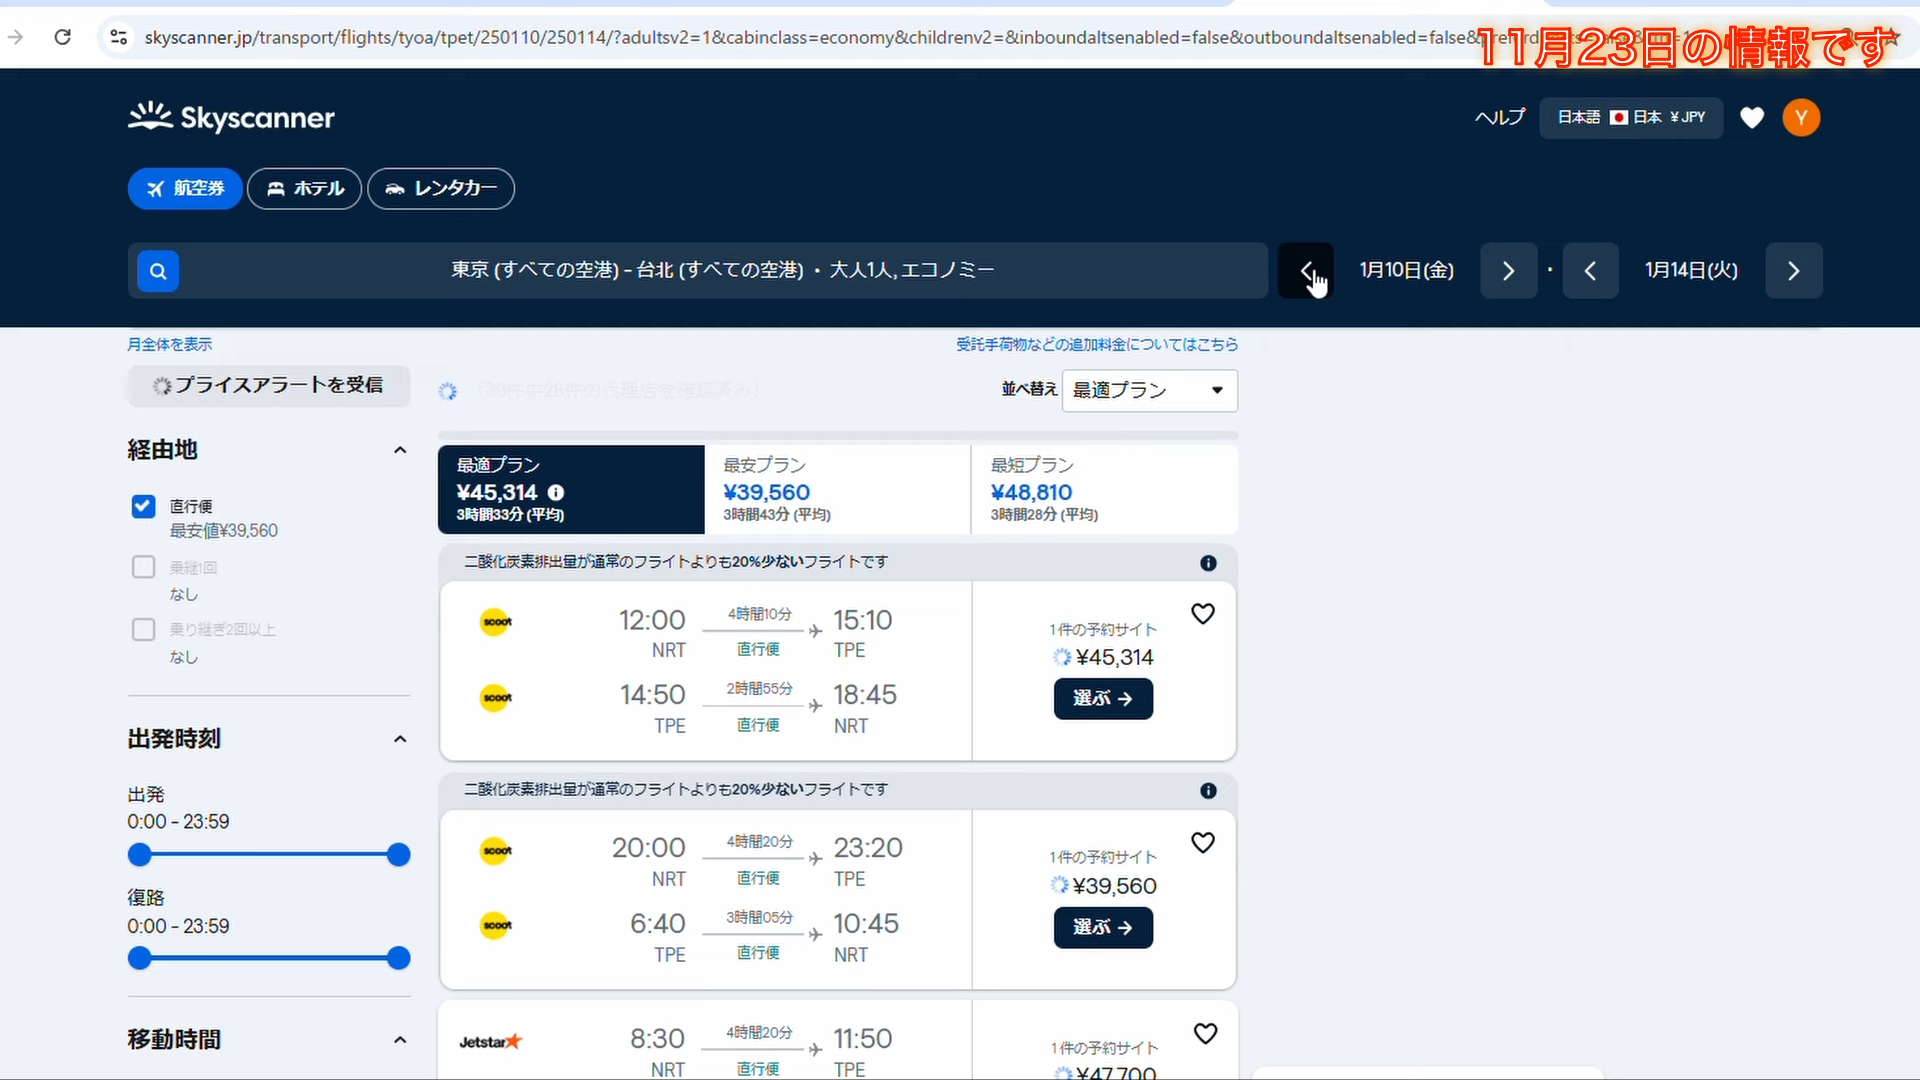 skyscanner.jp/transport/flights/tyoa/tpet/250110/250114/?adultsv2=1&cabinclass=economy&childrenv2=&inboundaltsenabled=false&outboundaltsenabled=false&
11月23日の情報です
Skyscanner
ヘルプ
日本語 日本 ¥ JPY
Y
航空券
ホテル
レンタカー
東京 (すべての空港) - 台北 (すべての空港) ・ 大人1人, エコノミー
1月10日(金)
1月14日(火)
月全体を表示
受託手荷物などの追加料金についてはこちら
プライスアラートを受信
(39件中28件の代理店を確認済み)
並べ替え
最適プラン
経由地
直行便
最安値¥39,560
乗継1回
なし
乗り継ぎ2回以上
なし
出発時刻
出発
0:00 - 23:59
復路
0:00 - 23:59
移動時間
最適プラン
¥45,314
3時間33分 (平均)
最安プラン
¥39,560
3時間43分 (平均)
最短プラン
¥48,810
3時間28分 (平均)
二酸化炭素排出量が通常のフライトよりも20%少ないフライトです
scoot
12:00
NRT
4時間10分
直行便
15:10
TPE
scoot
14:50
TPE
2時間55分
直行便
18:45
NRT
1件の予約サイト
¥45,314
選ぶ →
二酸化炭素排出量が通常のフライトよりも20%少ないフライトです
scoot
20:00
NRT
4時間20分
直行便
23:20
TPE
scoot
6:40
TPE
3時間05分
直行便
10:45
NRT
1件の予約サイト
¥39,560
選ぶ →
Jetstar
8:30
NRT
4時間20分
直行便
11:50
TPE
1件の予約サイト
¥47,700